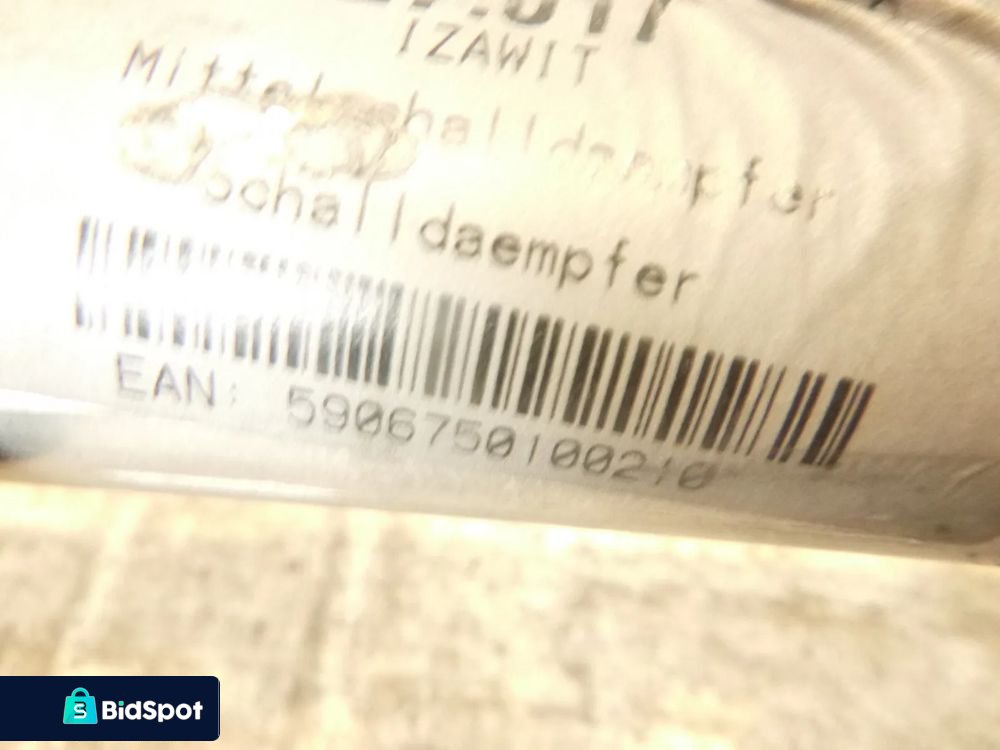 IZAWIT
Mittelschalldaempfer
Schalldaempfer
EAN: 5906750100210
BidSpot